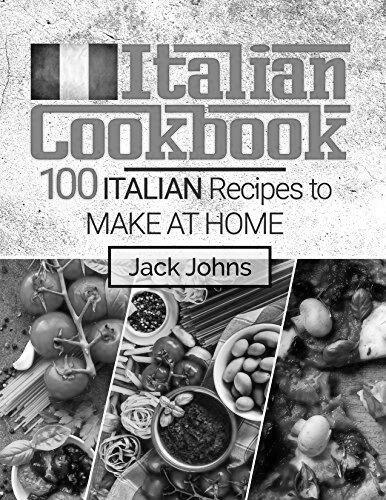 Italian
Cookbook
100 ITALIAN Recipes to
MAKE AT HOME
Jack Johns